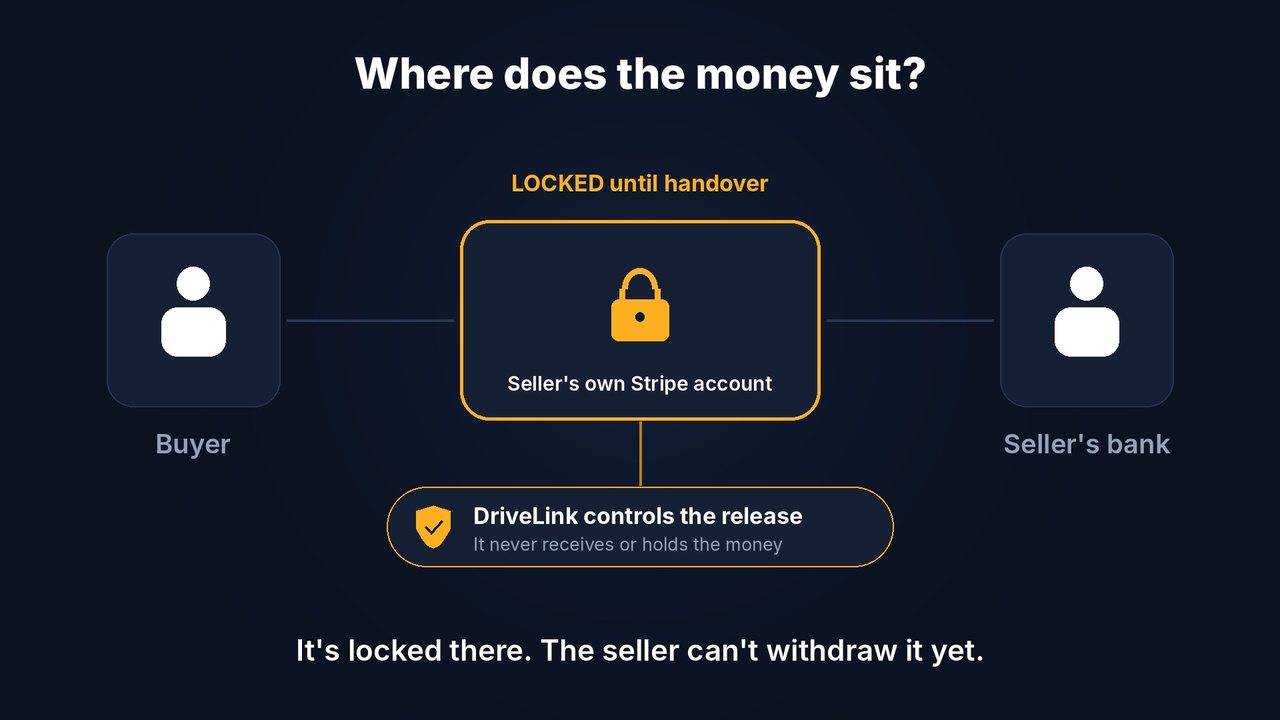 Where does the money sit?
LOCKED until handover
Seller's own Stripe account
Buyer
Seller's bank
DriveLink controls the release
It never receives or holds the money
It's locked there. The seller can't withdraw it yet.